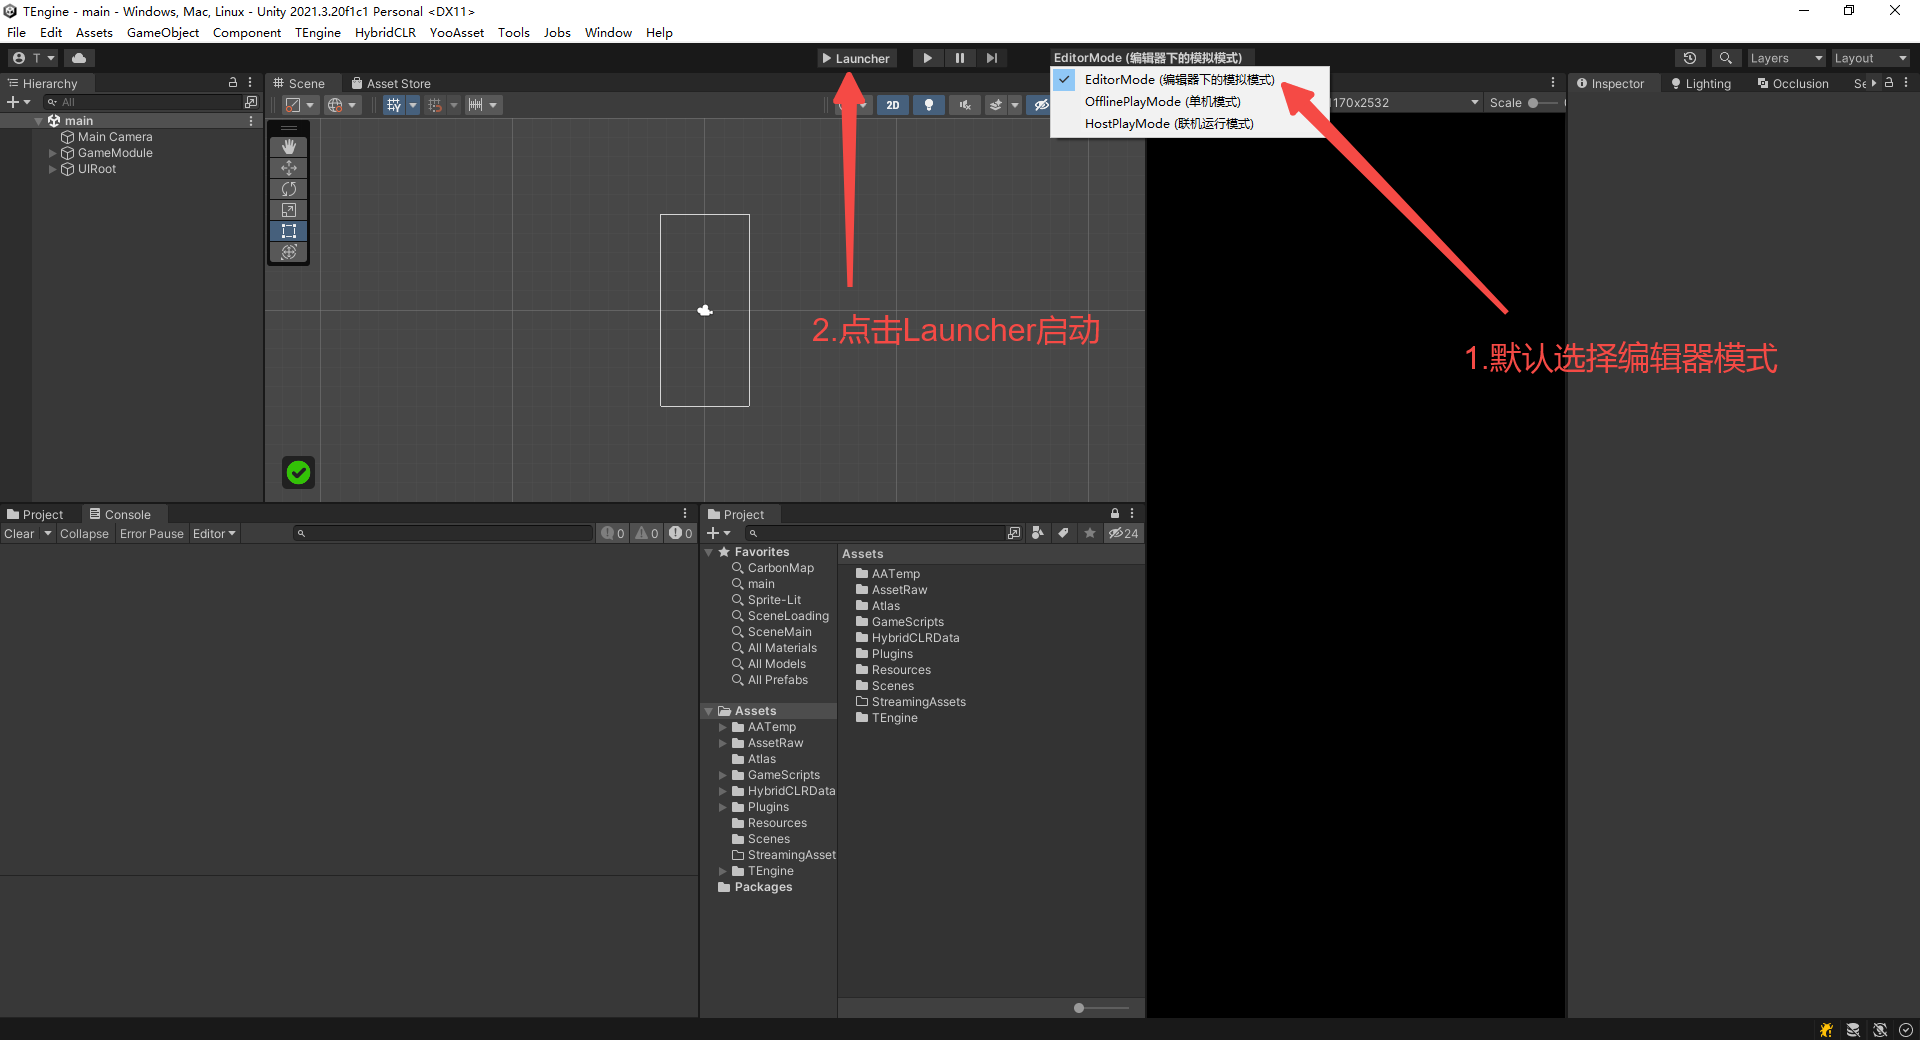 TEngine - main - Windows, Mac, Linux - Unity 2021.3.20f1c1 Personal <DX11>
File Edit Assets GameObject Component TEngine HybridCLR YooAsset Tools Jobs Window Help
T
Launcher
EditorMode (编辑器下的模拟模式)
Layers
Layout
EditorMode (编辑器下的模拟模式)
OfflinePlayMode (单机模式)
HostPlayMode (联机运行模式)
Hierarchy
All
main
Main Camera
GameModule
UIRoot
Scene
Asset Store
2D
170x2532
Scale
Inspector
Lighting
Occlusion
Se
2.点击Launcher启动
1.默认选择编辑器模式
Project
Console
Clear
Collapse
Error Pause
Editor
0
0
0
Project
24
Favorites
CarbonMap
main
Sprite-Lit
SceneLoading
SceneMain
All Materials
All Models
All Prefabs
Assets
AATemp
AssetRaw
Atlas
GameScripts
HybridCLRData
Plugins
Resources
Scenes
StreamingAsset
TEngine
Packages
Assets
AATemp
AssetRaw
Atlas
GameScripts
HybridCLRData
Plugins
Resources
Scenes
StreamingAssets
TEngine